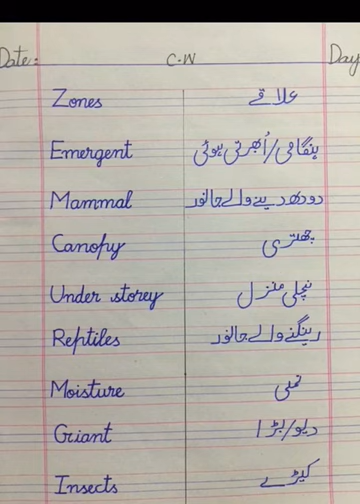 Date: C.W Day
Zones علاقے
Emergent ہنگامی/اُبھرتی ہوئی
Mammal دودھ دینے والے جانور
Canopy چھتری
Under storey نچلی منزل
Reptiles رینگنے والے جانور
Moisture نمی
Giant دیو/بڑا
Insects کیڑے